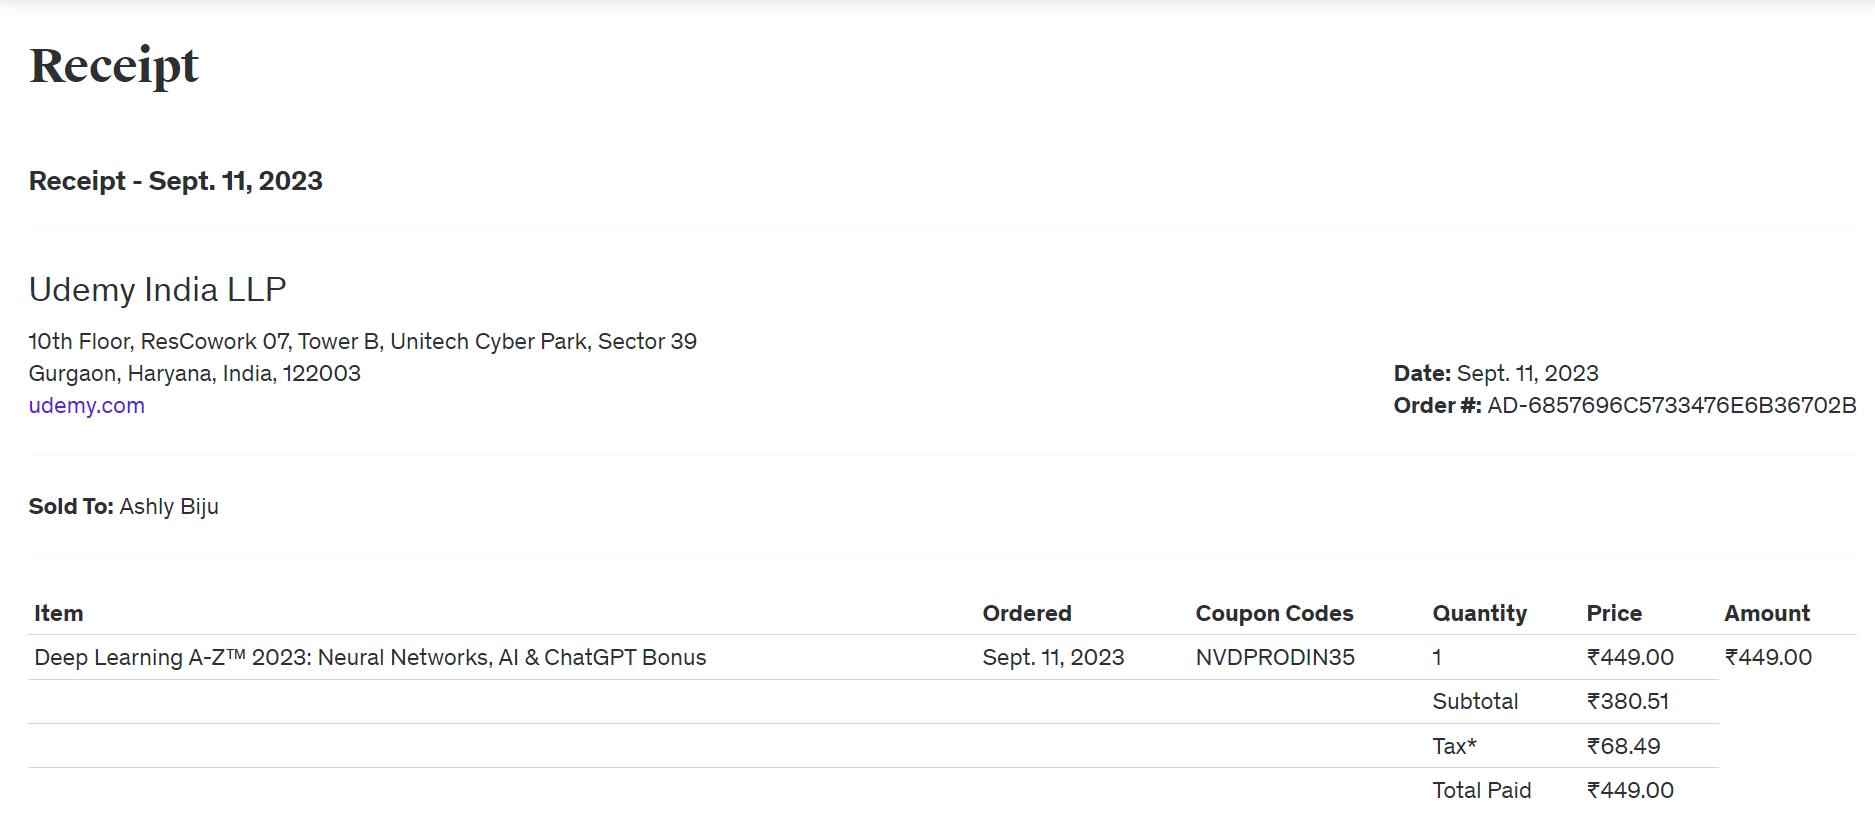 Receipt
Receipt - Sept. 11, 2023
Udemy India LLP
10th Floor, ResCowork 07, Tower B, Unitech Cyber Park, Sector 39
Gurgaon, Haryana, India, 122003
udemy.com
Date: Sept. 11, 2023
Order #: AD-6857696C5733476E6B36702B
Sold To: Ashly Biju
Item Ordered Coupon Codes Quantity Price Amount
Deep Learning A-Z™ 2023: Neural Networks, AI & ChatGPT Bonus Sept. 11, 2023 NVDPRODIN35 1 ₹449.00 ₹449.00
Subtotal ₹380.51
Tax* ₹68.49
Total Paid ₹449.00